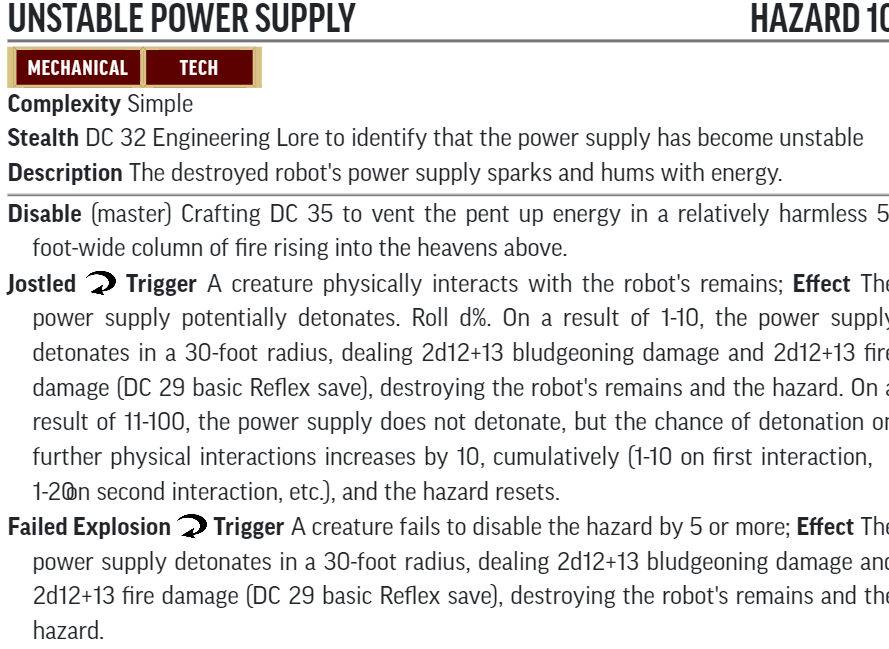 UNSTABLE POWER SUPPLY HAZARD 10
MECHANICAL TECH
Complexity Simple
Stealth DC 32 Engineering Lore to identify that the power supply has become unstable
Description The destroyed robot's power supply sparks and hums with energy.
Disable (master) Crafting DC 35 to vent the pent up energy in a relatively harmless 5
foot-wide column of fire rising into the heavens above.
Jostled Trigger A creature physically interacts with the robot's remains; Effect The
power supply potentially detonates. Roll d%. On a result of 1-10, the power supply
detonates in a 30-foot radius, dealing 2d12+13 bludgeoning damage and 2d12+13 fire
damage (DC 29 basic Reflex save), destroying the robot's remains and the hazard. On a
result of 11-100, the power supply does not detonate, but the chance of detonation on
further physical interactions increases by 10, cumulatively (1-10 on first interaction,
1-20on second interaction, etc.), and the hazard resets.
Failed Explosion Trigger A creature fails to disable the hazard by 5 or more; Effect The
power supply detonates in a 30-foot radius, dealing 2d12+13 bludgeoning damage and
2d12+13 fire damage (DC 29 basic Reflex save), destroying the robot's remains and the
hazard.